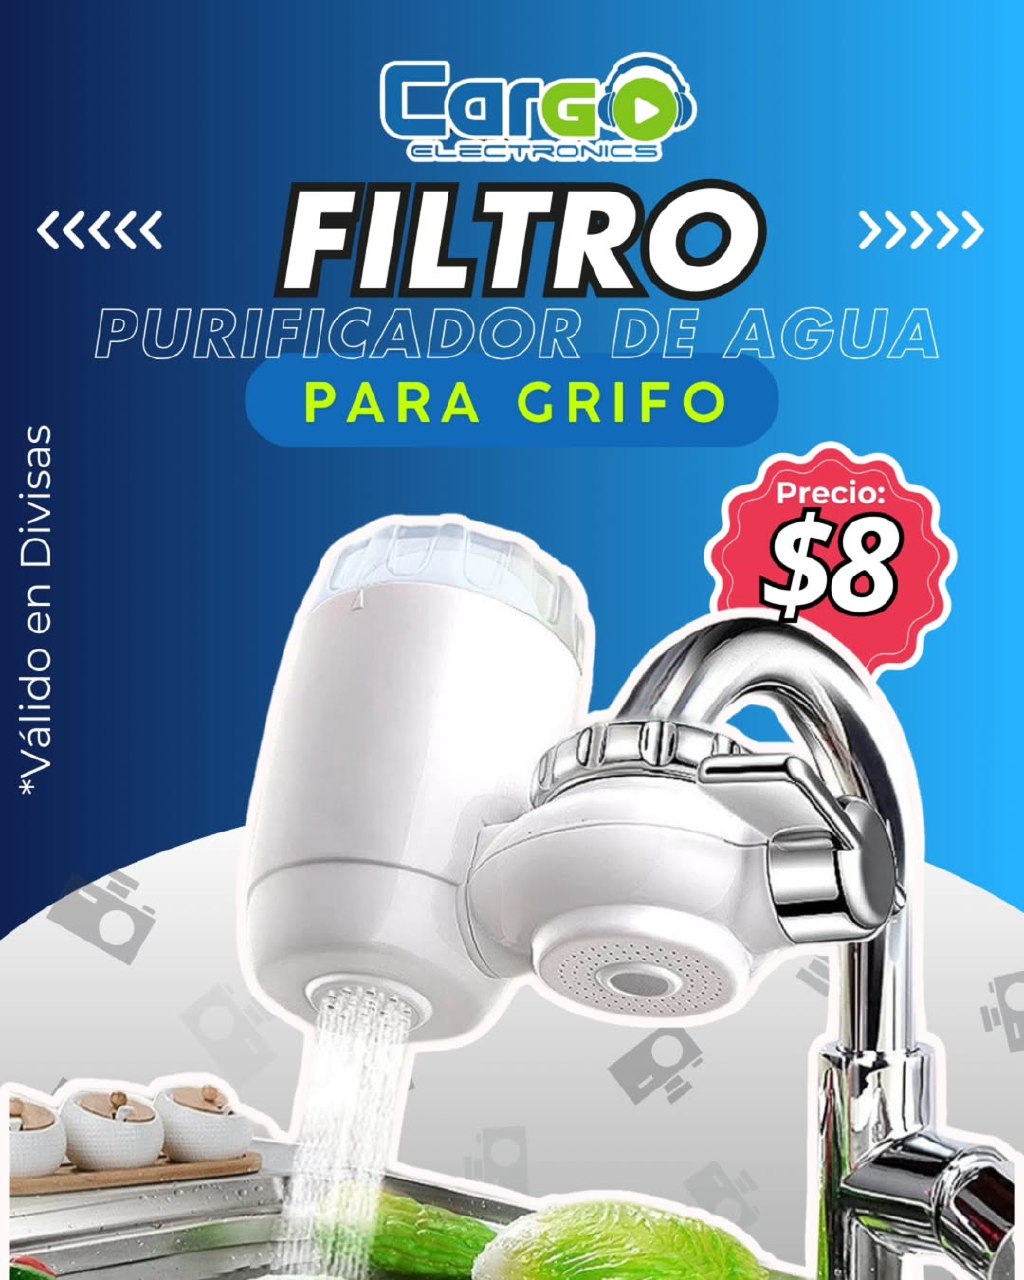 CarGO
ELECTRONICS
<<<<< FILTRO >>>>>
PURIFICADOR DE AGUA
PARA GRIFO
*Válido en Divisas
Precio:
$8